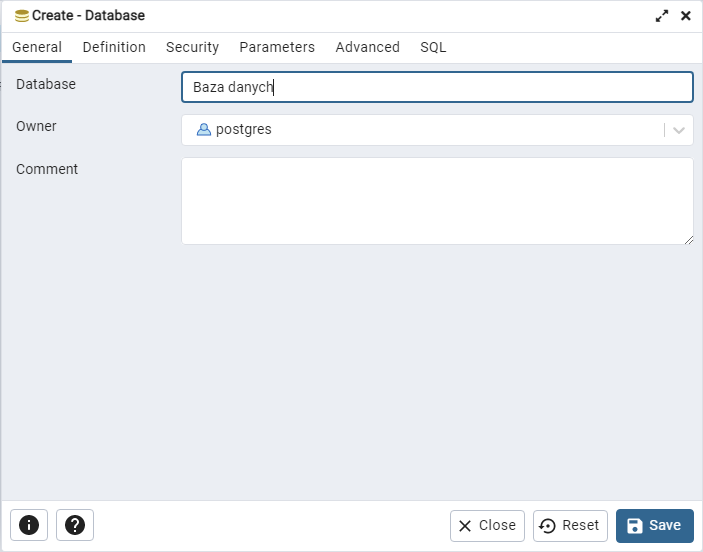 Create - Database
General Definition Security Parameters Advanced SQL
Database Baza danych
Owner postgres
Comment
Close Reset Save